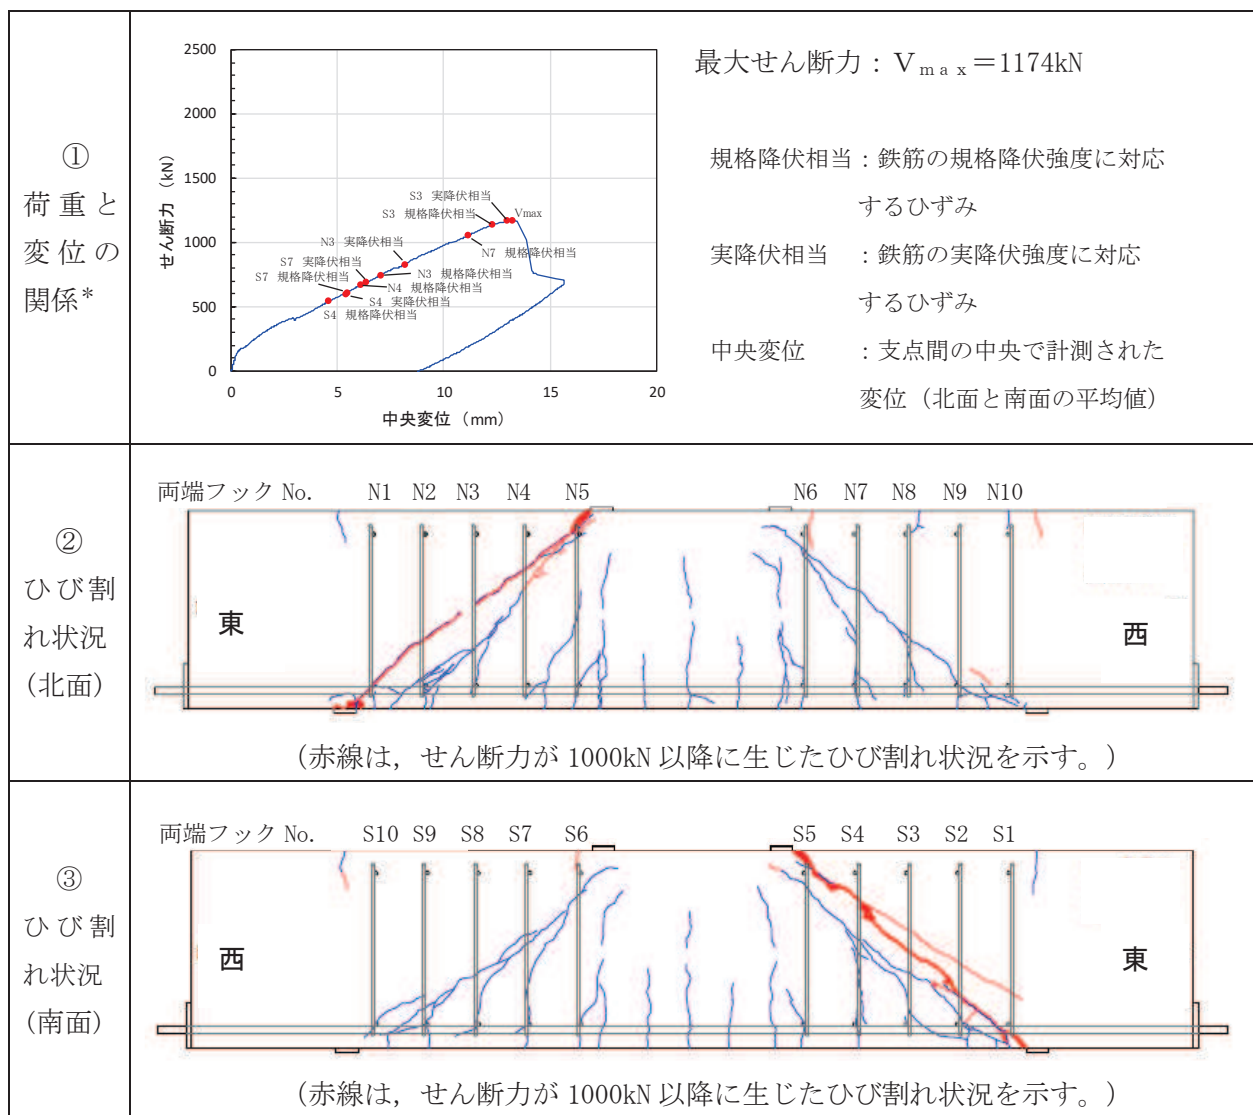 ①
荷重と
変位の
関係*
2500
2000
1500
1000
500
0
0
5
10
15
20
せん断力 (kN)
中央変位 (mm)
S3 実降伏相当
Vmax
S3 規格降伏相当
N3 実降伏相当
N7 規格降伏相当
S7 実降伏相当
S7 規格降伏相当
N3 規格降伏相当
N4 規格降伏相当
S4 実降伏相当
S4 規格降伏相当
最大せん断力：Vmax＝1174kN
規格降伏相当：鉄筋の規格降伏強度に対応
するひずみ
実降伏相当 ：鉄筋の実降伏強度に対応
するひずみ
中央変位 ：支点間の中央で計測された
変位（北面と南面の平均値）
②
ひび割
れ状況
(北面)
両端フック No. N1 N2 N3 N4 N5 N6 N7 N8 N9 N10
東
西
(赤線は，せん断力が 1000kN 以降に生じたひび割れ状況を示す。)
③
ひび割
れ状況
(南面)
両端フック No. S10 S9 S8 S7 S6 S5 S4 S3 S2 S1
西
東
(赤線は，せん断力が 1000kN 以降に生じたひび割れ状況を示す。)